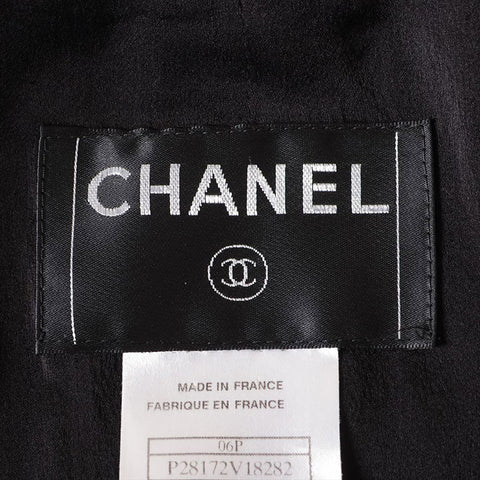 CHANEL
MADE IN FRANCE
FABRIQUE EN FRANCE
06P
P28172V18282